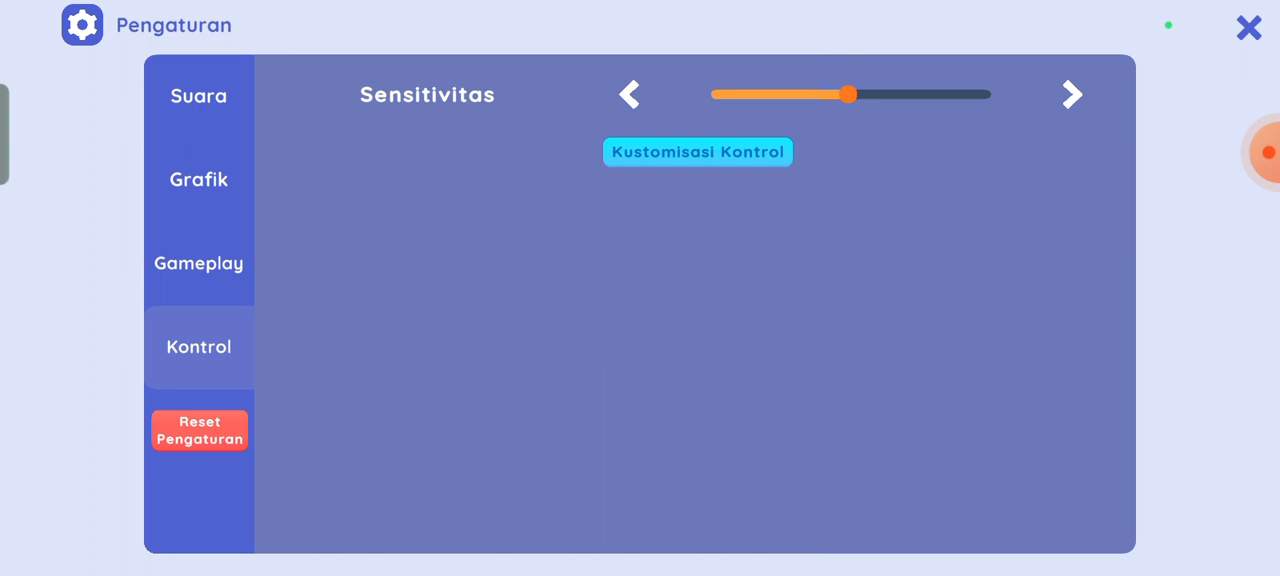 Pengaturan
Suara
Grafik
Gameplay
Kontrol
Reset
Pengaturan
Sensitivitas
Kustomisasi Kontrol